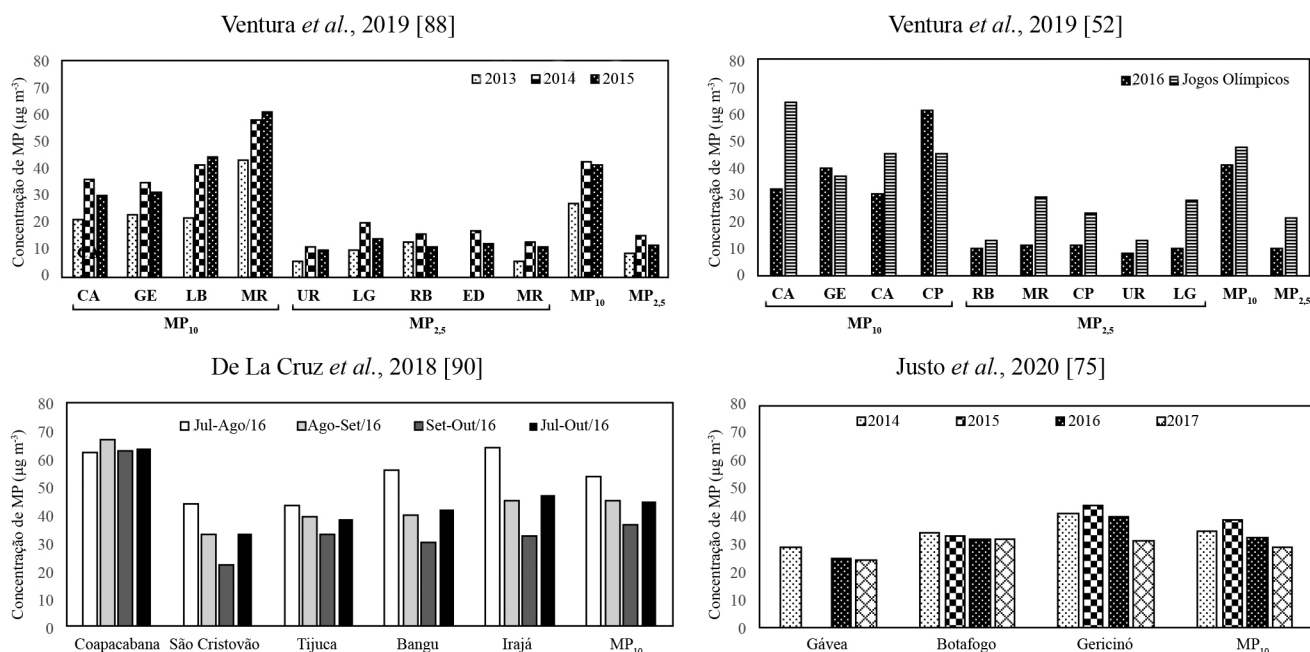 Ventura et al., 2019 [88]
Concentração de MP (µg m⁻³)
80
70
60
50
40
30
20
10
0
2013 2014 2015
CA GE LB MR UR LG RB ED MR MP₁₀ MP₂,₅
MP₁₀ MP₂,₅
Ventura et al., 2019 [52]
Concentração de MP (µg m⁻³)
80
70
60
50
40
30
20
10
0
2016 Jogos Olímpicos
CA GE CA CP RB MR CP UR LG MP₁₀ MP₂,₅
MP₁₀ MP₂,₅
De La Cruz et al., 2018 [90]
Concentração de MP (µg m⁻³)
80
70
60
50
40
30
20
10
0
Jul-Ago/16 Ago-Set/16 Set-Out/16 Jul-Out/16
Coapacabana São Cristovão Tijuca Bangu Irajá MP₁₀
Justo et al., 2020 [75]
Concentração de MP (µg m⁻³)
80
70
60
50
40
30
20
10
0
2014 2015 2016 2017
Gávea Botafogo Gericinó MP₁₀